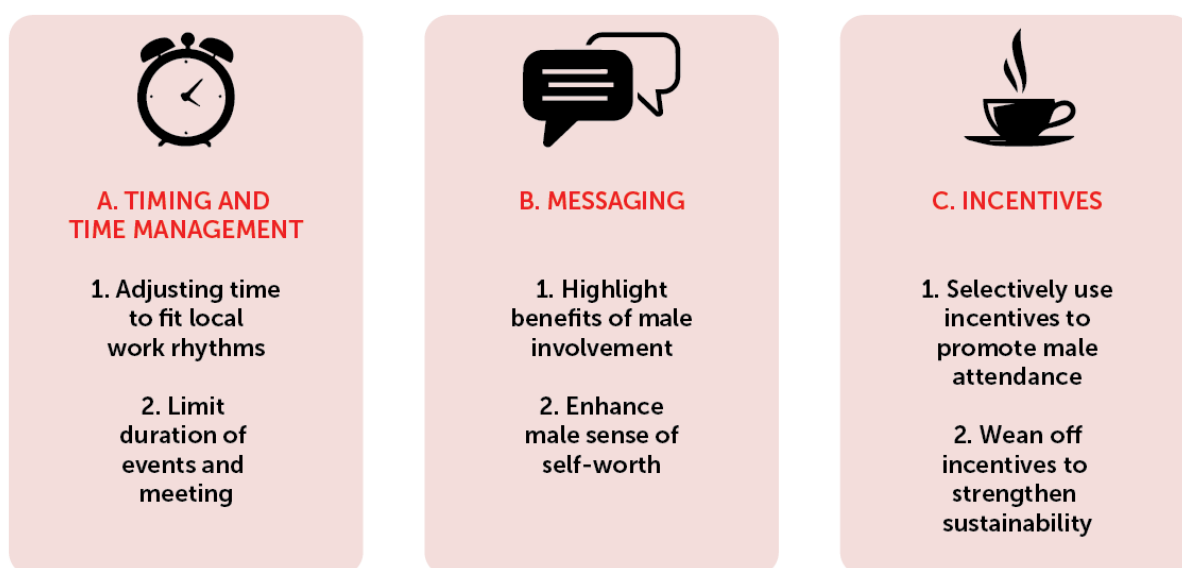 A. TIMING AND
TIME MANAGEMENT
1. Adjusting time
to fit local
work rhythms
2. Limit
duration of
events and
meeting
B. MESSAGING
1. Highlight
benefits of male
involvement
2. Enhance
male sense of
self-worth
C. INCENTIVES
1. Selectively use
incentives to
promote male
attendance
2. Wean off
incentives to
strengthen
sustainability